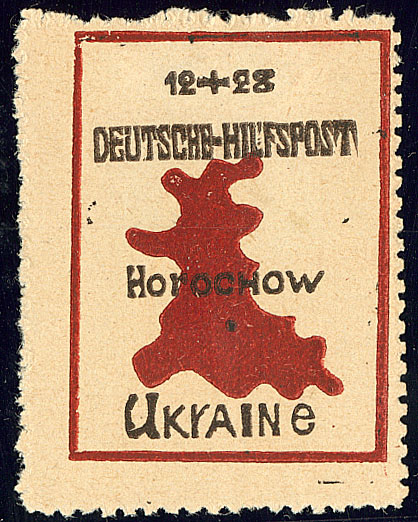 12+28
DEUTSCHE-HILFSPOST
HorocHow
UKrAINe